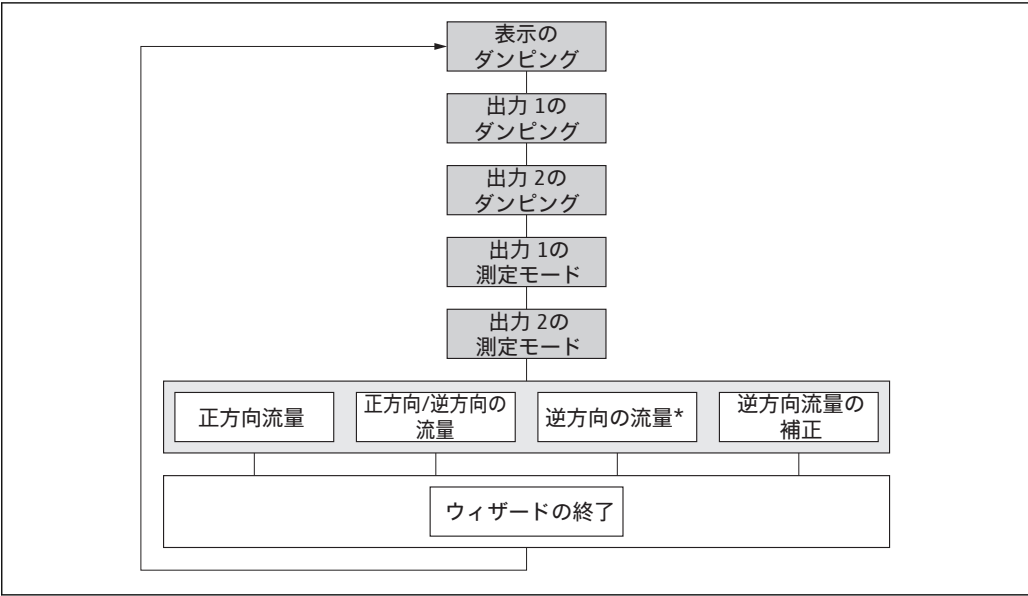 表示の
ダンピング
出力 1の
ダンピング
出力 2の
ダンピング
出力 1の
測定モード
出力 2の
測定モード
正方向流量
正方向/逆方向の
流量
逆方向の流量*
逆方向流量の
補正
ウィザードの終了